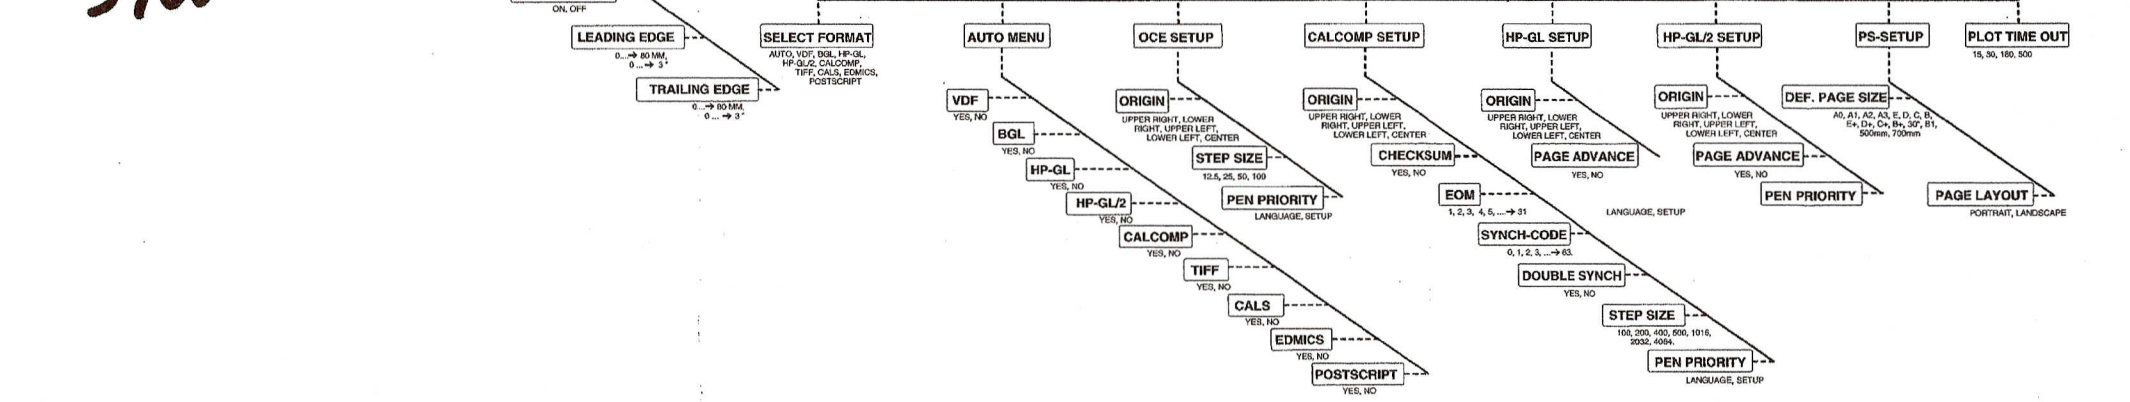 ON, OFF
LEADING EDGE
0...→ 80 MM,
0 ... → 3"
TRAILING EDGE
0...→ 80 MM,
0 ... → 3"
SELECT FORMAT
AUTO, VDF, BGL, HP-GL,
HP-GL/2, CALCOMP,
TIFF, CALS, EDMICS,
POSTSCRIPT
AUTO MENU
VDF
YES, NO
BGL
YES, NO
HP-GL
YES, NO
HP-GL/2
YES, NO
CALCOMP
YES, NO
TIFF
YES, NO
CALS
YES, NO
EDMICS
YES, NO
POSTSCRIPT
YES, NO
OCE SETUP
ORIGIN
UPPER RIGHT, LOWER
RIGHT, UPPER LEFT,
LOWER LEFT, CENTER
STEP SIZE
12.5, 25, 50, 100
PEN PRIORITY
LANGUAGE, SETUP
CALCOMP SETUP
ORIGIN
UPPER RIGHT, LOWER
RIGHT, UPPER LEFT,
LOWER LEFT, CENTER
CHECKSUM
YES, NO
EOM
1, 2, 3, 4, 5, ...→ 31
SYNCH-CODE
0, 1, 2, 3, ...→ 63.
DOUBLE SYNCH
YES, NO
STEP SIZE
100, 200, 400, 500, 1016,
2032, 4064.
PEN PRIORITY
LANGUAGE, SETUP
HP-GL SETUP
ORIGIN
UPPER RIGHT, LOWER
RIGHT, UPPER LEFT,
LOWER LEFT, CENTER
PAGE ADVANCE
YES, NO
LANGUAGE, SETUP
HP-GL/2 SETUP
ORIGIN
UPPER RIGHT, LOWER
RIGHT, UPPER LEFT,
LOWER LEFT, CENTER
PAGE ADVANCE
YES, NO
PEN PRIORITY
PS-SETUP
DEF. PAGE SIZE
A0, A1, A2, A3, E, D, C, B,
E+, D+, C+, B+, 30", B1,
500mm, 700mm
PAGE LAYOUT
PORTRAIT, LANDSCAPE
PLOT TIME OUT
15, 30, 180, 500